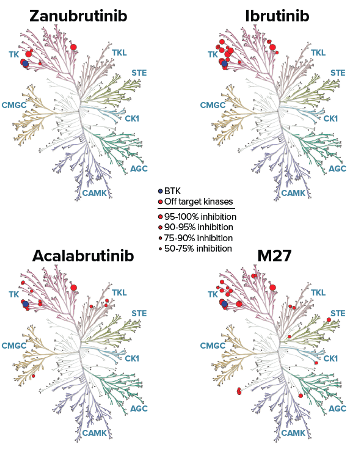 Zanubrutinib
Ibrutinib
TK
TKL
STE
CMGC
CK1
AGC
CAMK
TK
TKL
STE
CMGC
CK1
AGC
CAMK
BTK
Off target kinases
95-100% inhibition
90-95% inhibition
75-90% inhibition
50-75% inhibition
Acalabrutinib
M27
TK
TKL
STE
CMGC
CK1
AGC
CAMK
TK
TKL
STE
CMGC
CK1
AGC
CAMK